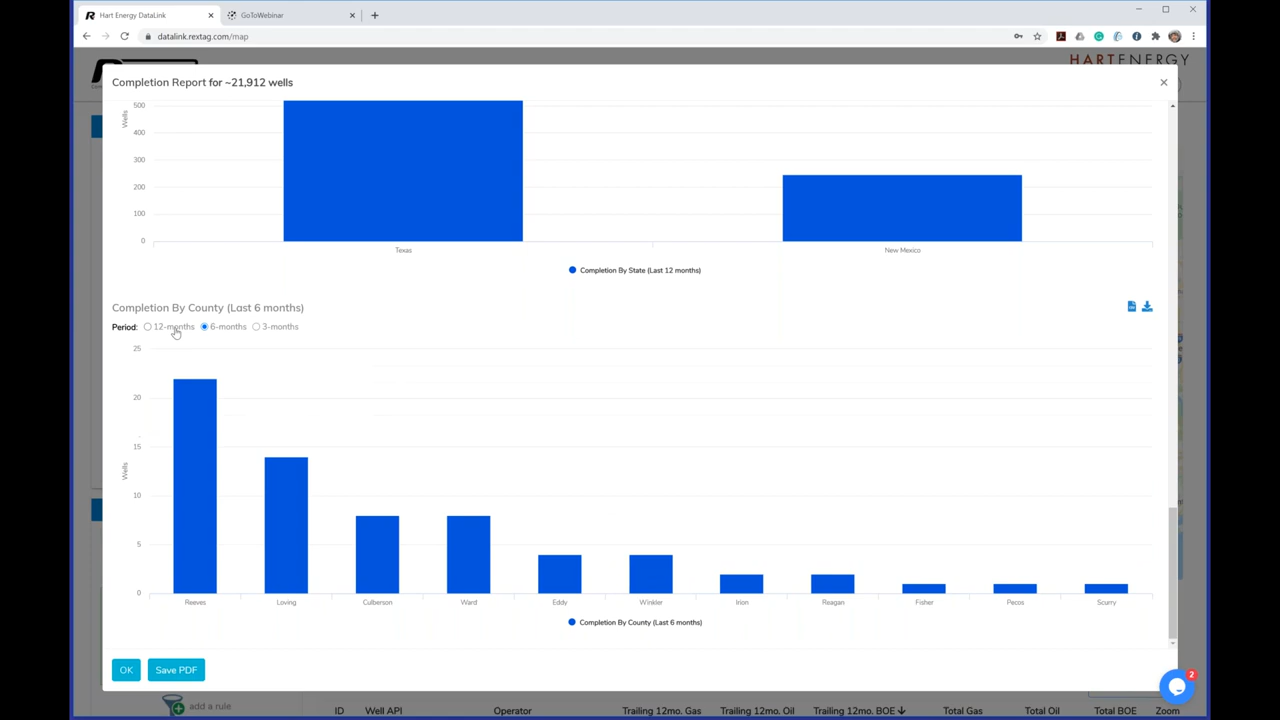 Hart Energy DataLink
GoToWebinar
datalink.rextag.com/map
HARTENERGY
Completion Report for ~21,912 wells
500
400
300
200
100
0
Wells
Texas
New Mexico
Completion By State (Last 12 months)
Completion By County (Last 6 months)
Period: 12-months 6-months 3-months
25
20
15
10
5
0
Wells
Reeves
Loving
Culberson
Ward
Eddy
Winkler
Irion
Reagan
Fisher
Pecos
Scurry
Completion By County (Last 6 months)
OK
Save PDF
2
add a rule
ID Well API Operator Trailing 12mo. Gas Trailing 12mo. Oil Trailing 12mo. BOE Total Gas Total Oil Total BOE Zoom